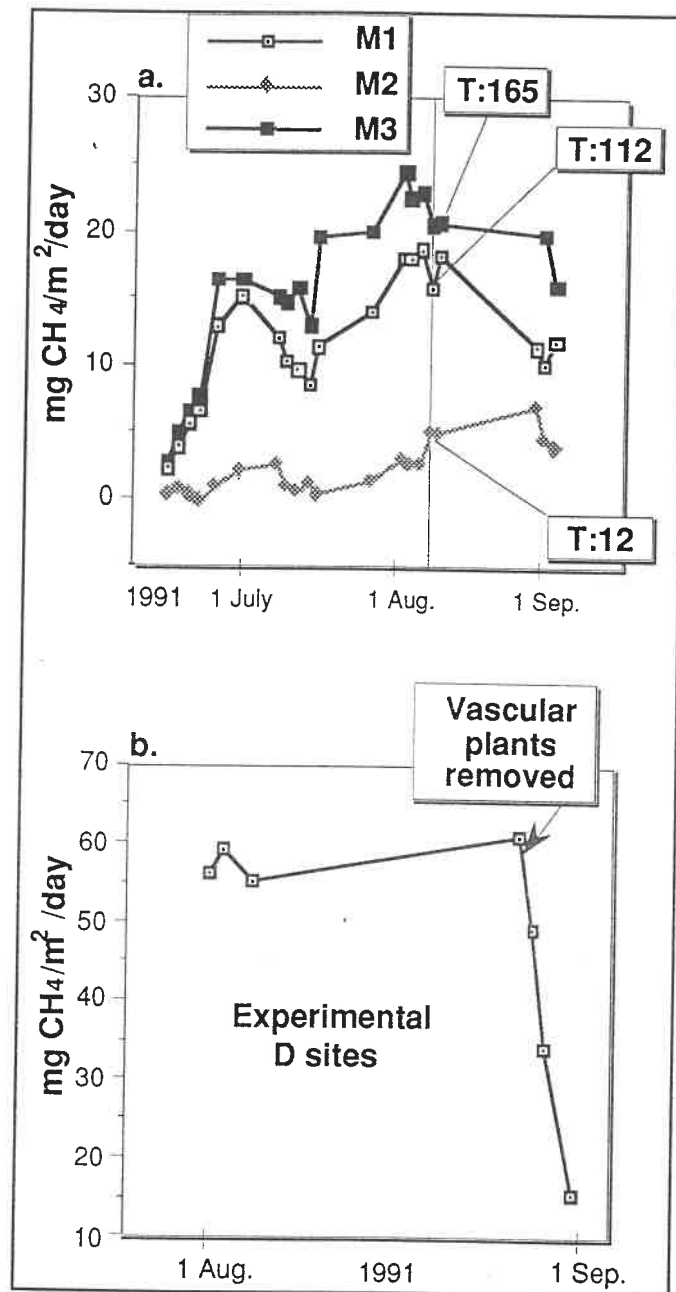 M1
M2
M3
a.
T:165
T:112
T:12
30
20
10
0
mg CH4/m²/day
1991
1 July
1 Aug.
1 Sep.
b.
Vascular
plants
removed
70
60
50
40
30
20
10
mg CH4/m²/day
Experimental
D sites
1 Aug.
1991
1 Sep.